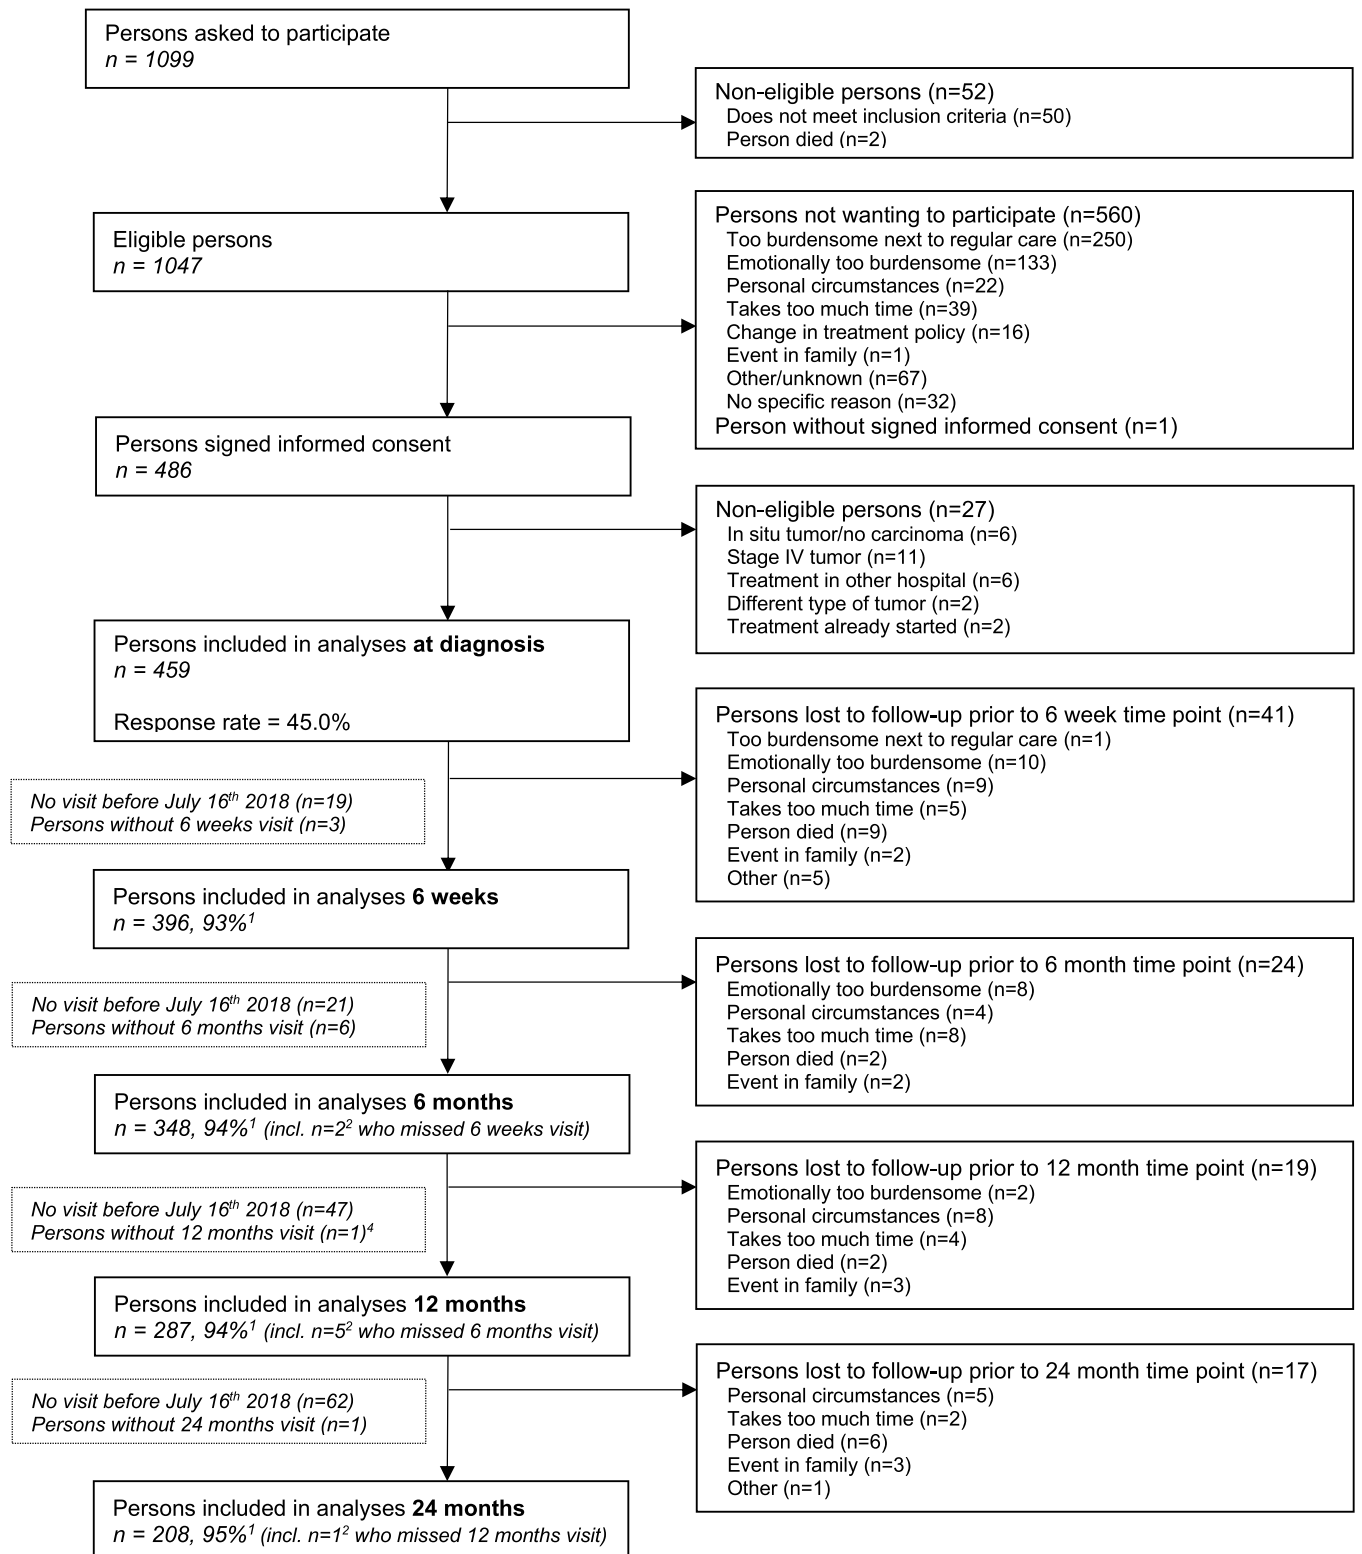 Persons asked to participate
n = 1099
Non-eligible persons (n=52)
Does not meet inclusion criteria (n=50)
Person died (n=2)
Eligible persons
n = 1047
Persons not wanting to participate (n=560)
Too burdensome next to regular care (n=250)
Emotionally too burdensome (n=133)
Personal circumstances (n=22)
Takes too much time (n=39)
Change in treatment policy (n=16)
Event in family (n=1)
Other/unknown (n=67)
No specific reason (n=32)
Person without signed informed consent (n=1)
Persons signed informed consent
n = 486
Non-eligible persons (n=27)
In situ tumor/no carcinoma (n=6)
Stage IV tumor (n=11)
Treatment in other hospital (n=6)
Different type of tumor (n=2)
Treatment already started (n=2)
Persons included in analyses at diagnosis
n = 459
Response rate = 45.0%
Persons lost to follow-up prior to 6 week time point (n=41)
Too burdensome next to regular care (n=1)
Emotionally too burdensome (n=10)
Personal circumstances (n=9)
Takes too much time (n=5)
Person died (n=9)
Event in family (n=2)
Other (n=5)
No visit before July 16th 2018 (n=19)
Persons without 6 weeks visit (n=3)
Persons included in analyses 6 weeks
n = 396, 93%1
Persons lost to follow-up prior to 6 month time point (n=24)
Emotionally too burdensome (n=8)
Personal circumstances (n=4)
Takes too much time (n=8)
Person died (n=2)
Event in family (n=2)
No visit before July 16th 2018 (n=21)
Persons without 6 months visit (n=6)
Persons included in analyses 6 months
n = 348, 94%1 (incl. n=22 who missed 6 weeks visit)
Persons lost to follow-up prior to 12 month time point (n=19)
Emotionally too burdensome (n=2)
Personal circumstances (n=8)
Takes too much time (n=4)
Person died (n=2)
Event in family (n=3)
No visit before July 16th 2018 (n=47)
Persons without 12 months visit (n=1)4
Persons included in analyses 12 months
n = 287, 94%1 (incl. n=52 who missed 6 months visit)
Persons lost to follow-up prior to 24 month time point (n=17)
Personal circumstances (n=5)
Takes too much time (n=2)
Person died (n=6)
Event in family (n=3)
Other (n=1)
No visit before July 16th 2018 (n=62)
Persons without 24 months visit (n=1)
Persons included in analyses 24 months
n = 208, 95%1 (incl. n=12 who missed 12 months visit)